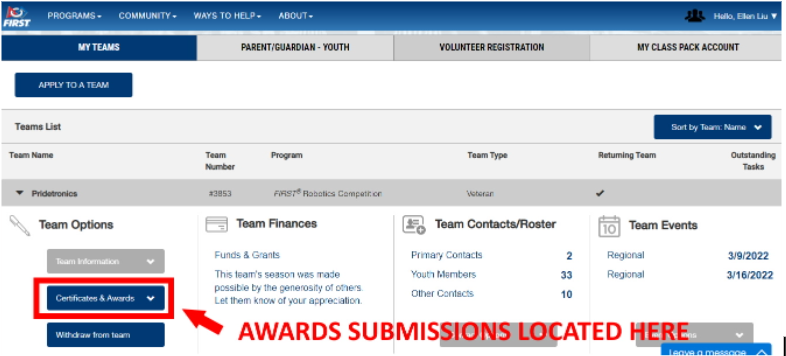 FIRST PROGRAMS COMMUNITY WAYS TO HELP ABOUT Hello, Ellen Liu
MY TEAMS PARENT/GUARDIAN - YOUTH VOLUNTEER REGISTRATION MY CLASS PACK ACCOUNT
APPLY TO A TEAM
Teams List Sort by Team: Name
Team Name Team Number Program Team Type Returning Team Outstanding Tasks
Pridetronics #3853 FIRST® Robotics Competition Veteran ✔
Team Options
Team Information
Certificates & Awards
Withdraw from team
Team Finances
Funds & Grants
This team's season was made
possible by the generosity of others.
Let them know of your appreciation.
Team Contacts/Roster
Primary Contacts 2
Youth Members 33
Other Contacts 10
10 Team Events
Regional 3/9/2022
Regional 3/16/2022
AWARDS SUBMISSIONS LOCATED HERE
Leave a message